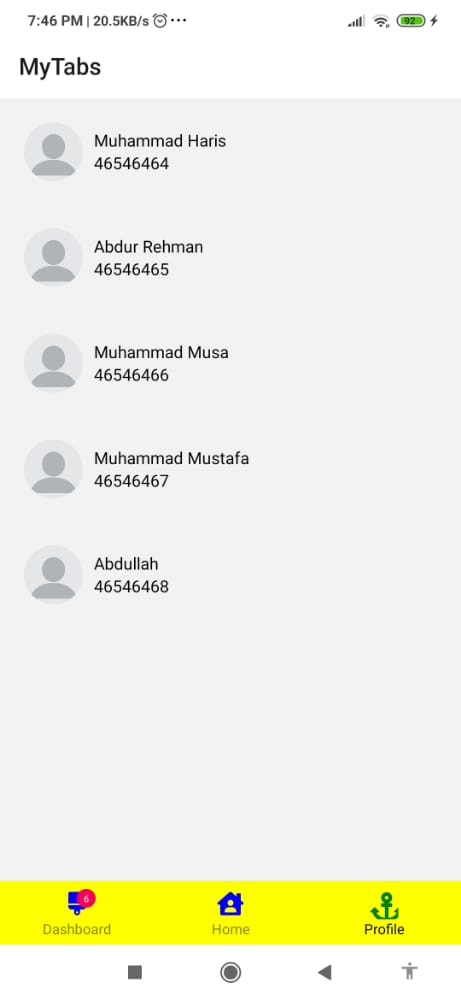 7:46 PM | 20.5KB/s ...
92
MyTabs
Muhammad Haris
46546464
Abdur Rehman
46546465
Muhammad Musa
46546466
Muhammad Mustafa
46546467
Abdullah
46546468
6
Dashboard
Home
Profile